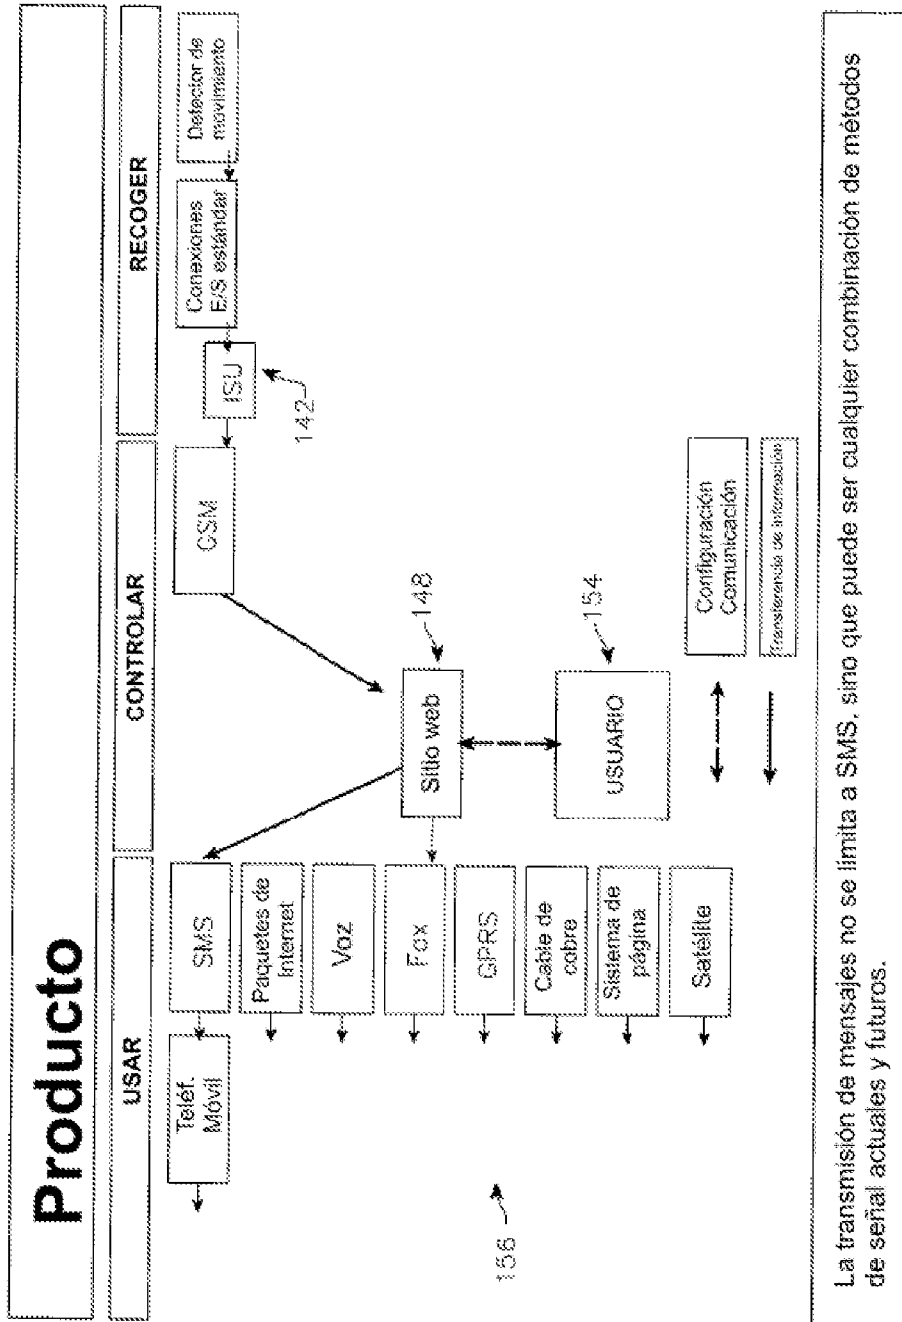 Producto
USAR
CONTROLAR
RECOGER
Teléf.
Móvil
SMS
GSM
ISU
Conexiones
E/S estándar
Detector de
movimiento
142
Paquetes de
Internet
Voz
Fox
GPRS
Cable de
cobre
Sistema de
página
Satélite
Sitio web
148
USUARIO
154
156
Configuración
Comunicación
Transferencia de información
La transmisión de mensajes no se limita a SMS, sino que puede ser cualquier combinación de métodos
de señal actuales y futuros.